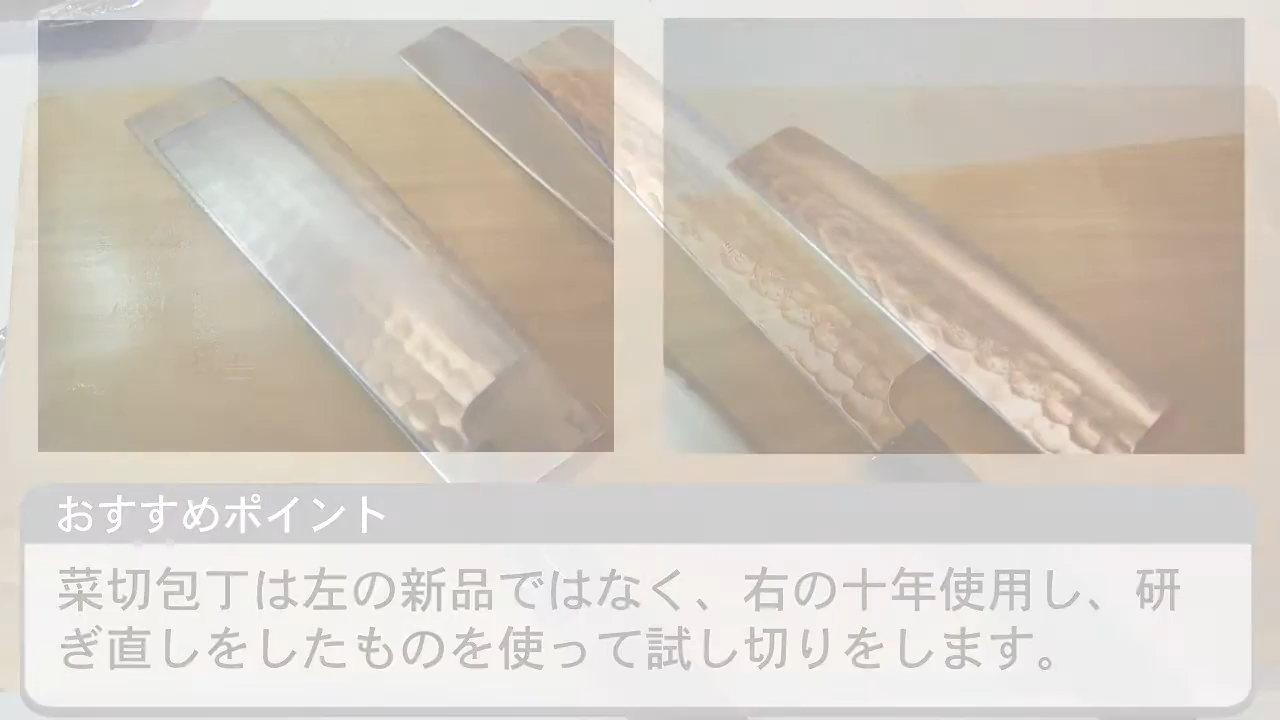 おすすめポイント
菜切包丁は左の新品ではなく、右の十年使用し、研
ぎ直しをしたものを使って試し切りをします。